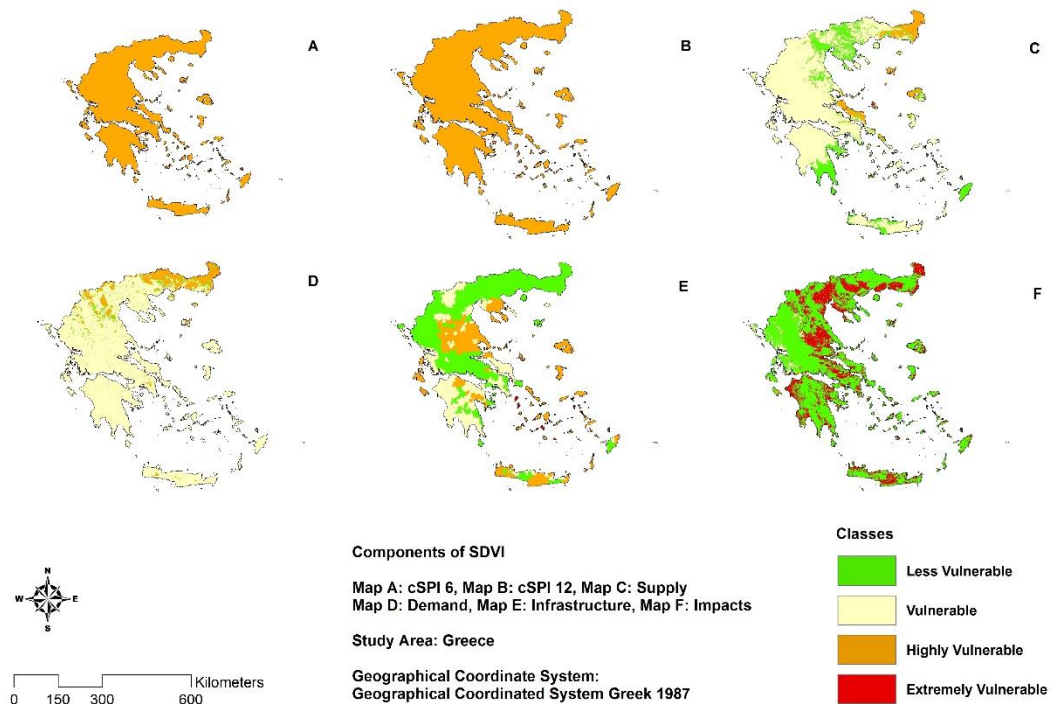 A
B
C
D
E
F
N
W E
S
Kilometers
0 150 300 600
Components of SDVI
Map A: cSPI 6, Map B: cSPI 12, Map C: Supply
Map D: Demand, Map E: Infrastructure, Map F: Impacts
Study Area: Greece
Geographical Coordinate System:
Geographical Coordinated System Greek 1987
Classes
Less Vulnerable
Vulnerable
Highly Vulnerable
Extremely Vulnerable